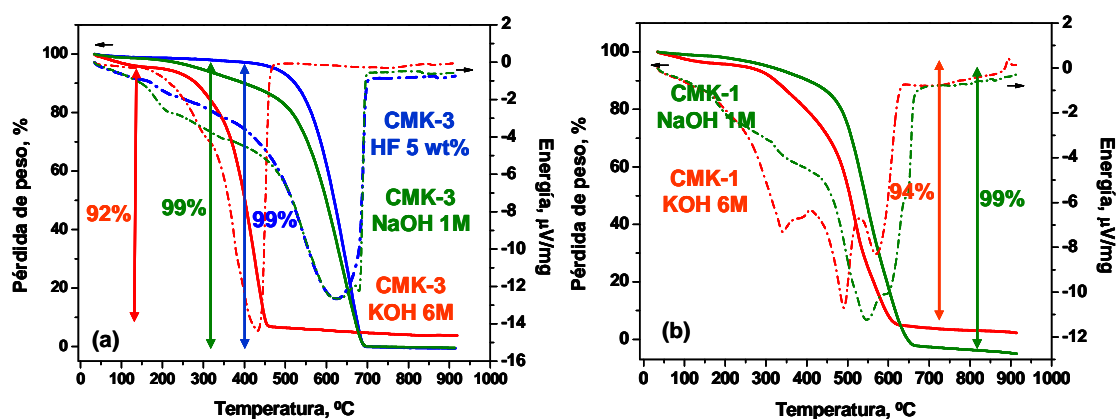 100
80
60
40
20
0
Pérdida de peso, %
2
0
-2
-4
-6
-8
-10
-12
-14
-16
Energía, µV/mg
CMK-3
HF 5 wt%
CMK-3
NaOH 1M
CMK-3
KOH 6M
92%
99%
99%
(a)
0 100 200 300 400 500 600 700 800 900 1000
Temperatura, ºC
100
80
60
40
20
0
Pérdida de peso, %
2
0
-2
-4
-6
-8
-10
-12
Energía, µV/mg
CMK-1
NaOH 1M
CMK-1
KOH 6M
94%
99%
(b)
0 100 200 300 400 500 600 700 800 900 1000
Temperatura, ºC